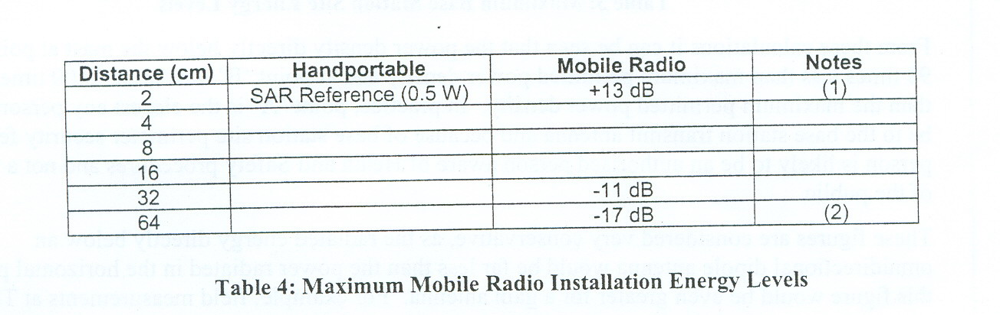 Distance (cm) Handportable Mobile Radio Notes
2 SAR Reference (0.5 W) +13 dB (1)
4
8
16
32 -11 dB
64 -17 dB (2)
Table 4: Maximum Mobile Radio Installation Energy Levels